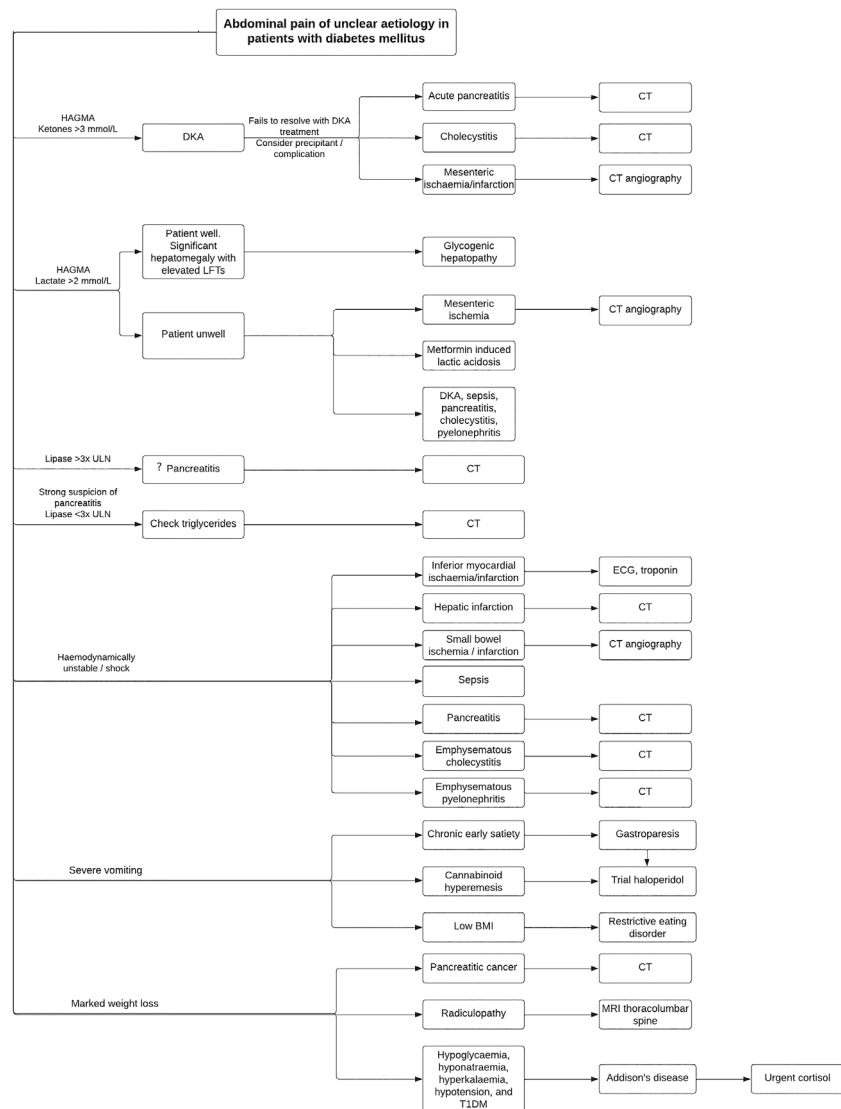 Abdominal pain of unclear aetiology in
patients with diabetes mellitus
HAGMA
Ketones >3 mmol/L
DKA
Fails to resolve with DKA
treatment
Consider precipitant /
complication
Acute pancreatitis
CT
Cholecystitis
CT
Mesenteric
ischaemia/infarction
CT angiography
HAGMA
Lactate >2 mmol/L
Patient well.
Significant
hepatomegaly with
elevated LFTs
Glycogenic
hepatopathy
Patient unwell
Mesenteric
ischemia
CT angiography
Metformin induced
lactic acidosis
DKA, sepsis,
pancreatitis,
cholecystitis,
pyelonephritis
Lipase >3x ULN
? Pancreatitis
CT
Strong suspicion of
pancreatitis
Lipase <3x ULN
Check triglycerides
CT
Haemodynamically
unstable / shock
Inferior myocardial
ischaemia/infarction
ECG, troponin
Hepatic infarction
CT
Small bowel
ischemia / infarction
CT angiography
Sepsis
Pancreatitis
CT
Emphysematous
cholecystitis
CT
Emphysematous
pyelonephritis
CT
Severe vomiting
Chronic early satiety
Gastroparesis
Cannabinoid
hyperemesis
Trial haloperidol
Low BMI
Restrictive eating
disorder
Marked weight loss
Pancreatitic cancer
CT
Radiculopathy
MRI thoracolumbar
spine
Hypoglycaemia,
hyponatraemia,
hyperkalaemia,
hypotension, and
T1DM
Addison's disease
Urgent cortisol